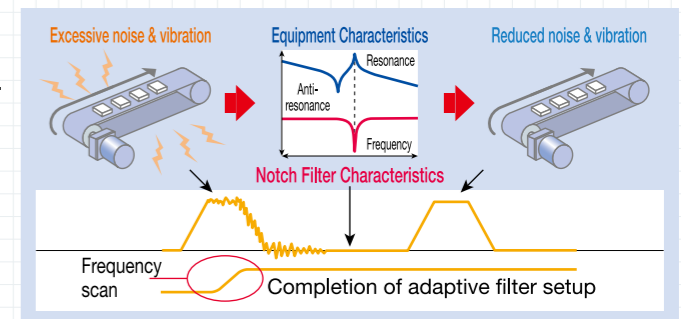 Excessive noise & vibration
Equipment Characteristics
Reduced noise & vibration
Resonance
Anti-
resonance
Frequency
Notch Filter Characteristics
Frequency
scan
Completion of adaptive filter setup